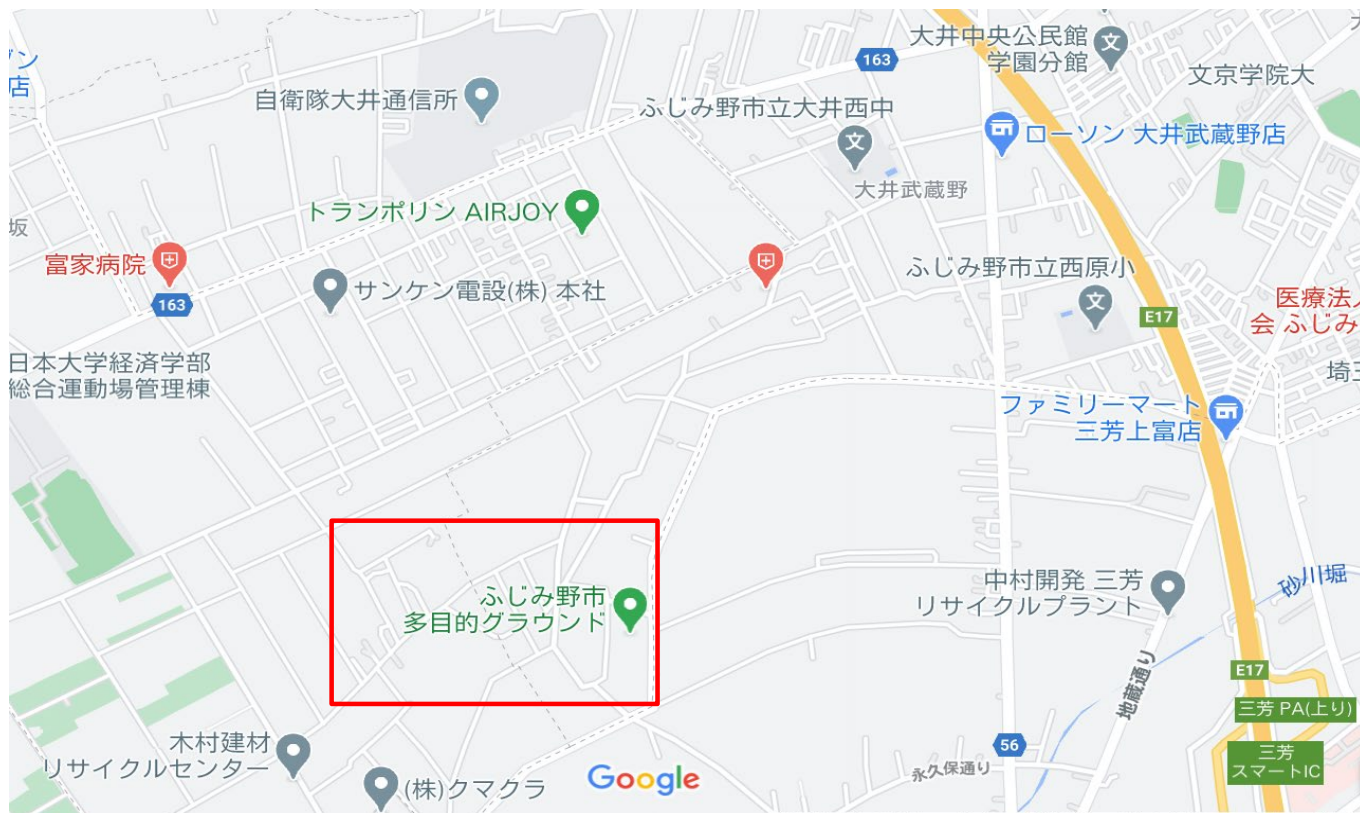 大井中央公民館
学園分館
文京学院大
163
ン
店
自衛隊大井通信所
ふじみ野市立大井西中
ローソン 大井武蔵野店
大井武蔵野
トランポリン AIRJOY
坂
富家病院
サンケン電設(株) 本社
ふじみ野市立西原小
163
E17
医療法人
会 ふじみ
日本大学経済学部
総合運動場管理棟
埼玉
ファミリーマート
三芳上富店
ふじみ野市
多目的グラウンド
中村開発 三芳
リサイクルプラント
砂川堀
地蔵通り
E17
三芳 PA(上り)
木村建材
リサイクルセンター
56
三芳
スマートIC
永久保通り
Google
(株)クマクラ